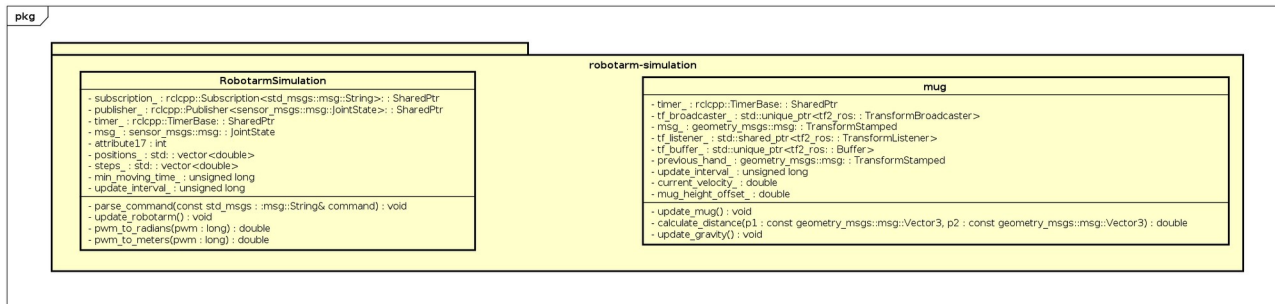 pkg
robotarm-simulation
RobotarmSimulation
- subscription_ : rclcpp::Subscription<std_msgs::msg::String>: : SharedPtr
- publisher_ : rclcpp::Publisher<sensor_msgs::msg::JointState>: : SharedPtr
- timer_ : rclcpp::TimerBase: : SharedPtr
- msg_ : sensor_msgs::msg: : JointState
- attribute17 : int
- positions_ : std: : vector<double>
- steps_ : std: : vector<double>
- min_moving_time_ : unsigned long
- update_interval_ : unsigned long
- parse_command(const std_msgs : :msg::String& command) : void
- update_robotarm() : void
- pwm_to_radians(pwm : long) : double
- pwm_to_meters(pwm : long) : double
mug
- timer_ : rclcpp::TimerBase: : SharedPtr
- tf_broadcaster_ : std::unique_ptr<tf2_ros: : TransformBroadcaster>
- msg_ : geometry_msgs::msg: : TransformStamped
- tf_listener_ : std::shared_ptr<tf2_ros: : TransformListener>
- tf_buffer_ : std::unique_ptr<tf2_ros: : Buffer>
- previous_hand_ : geometry_msgs::msg: : TransformStamped
- update_interval_ : unsigned long
- current_velocity_ : double
- mug_height_offset_ : double
- update_mug() : void
- calculate_distance(p1 : const geometry_msgs::msg::Vector3, p2 : const geometry_msgs::msg::Vector3) : double
- update_gravity() : void